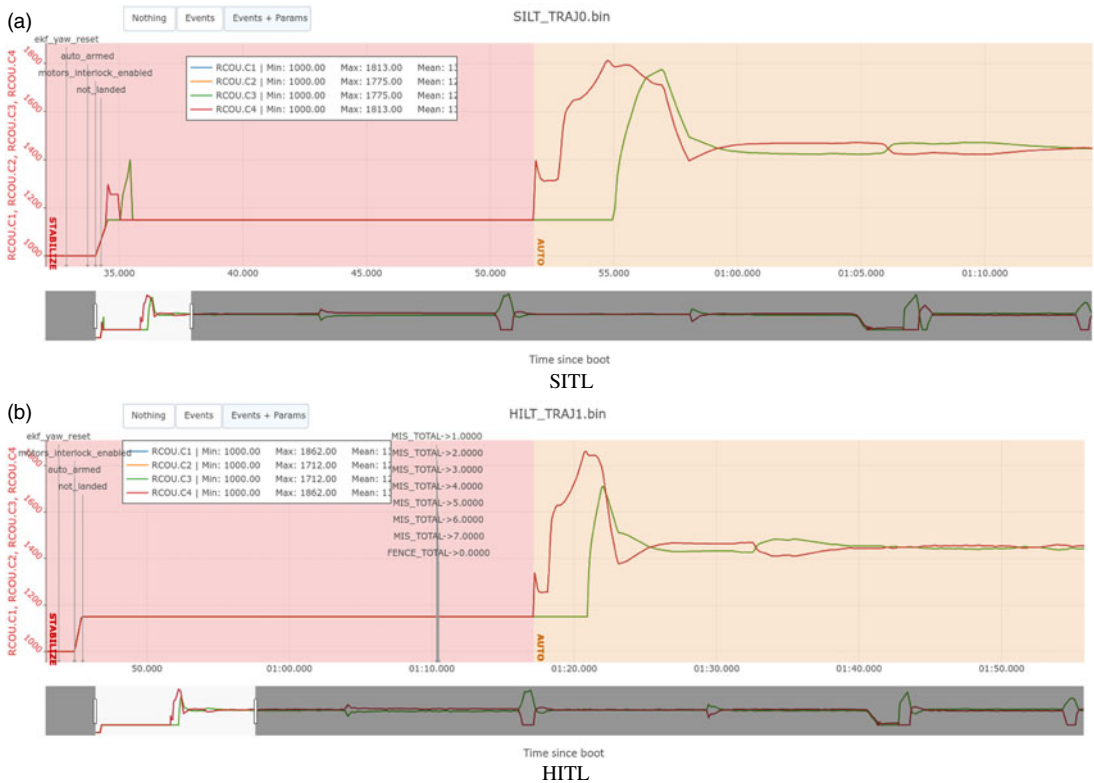 (a)
Nothing Events Events + Params
SILT_TRAJ0.bin
ekf_yaw_reset
auto_armed
motors_interlock_enabled
not_landed
RCOU.C1 | Min: 1000.00 Max: 1813.00 Mean: 1
RCOU.C2 | Min: 1000.00 Max: 1775.00 Mean: 12
RCOU.C3 | Min: 1000.00 Max: 1775.00 Mean: 12
RCOU.C4 | Min: 1000.00 Max: 1813.00 Mean: 1
RCOU.C1, RCOU.C2, RCOU.C3, RCOU.C4
1800
1600
1400
1200
1000
STABILIZE
AUTO
35.000 40.000 45.000 50.000 55.000 01:00.000 01:05.000 01:10.000
Time since boot
SITL
(b)
Nothing Events Events + Params
HILT_TRAJ1.bin
ekf_yaw_reset
motors_interlock_enabled
auto_armed
not_landed
RCOU.C1 | Min: 1000.00 Max: 1862.00 Mean: 1
RCOU.C2 | Min: 1000.00 Max: 1712.00 Mean: 12
RCOU.C3 | Min: 1000.00 Max: 1712.00 Mean: 12
RCOU.C4 | Min: 1000.00 Max: 1862.00 Mean: 1
MIS_TOTAL->1.0000
MIS_TOTAL->2.0000
MIS_TOTAL->3.0000
MIS_TOTAL->4.0000
MIS_TOTAL->5.0000
MIS_TOTAL->6.0000
MIS_TOTAL->7.0000
FENCE_TOTAL->0.0000
RCOU.C1, RCOU.C2, RCOU.C3, RCOU.C4
1800
1600
1400
1200
1000
STABILIZE
AUTO
50.000 01:00.000 01:10.000 01:20.000 01:30.000 01:40.000 01:50.000
Time since boot
HITL